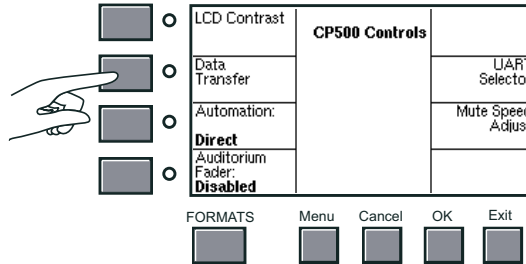 LCD Contrast
CP500 Controls
Data
Transfer
UART
Selecto
Automation:
Direct
Mute Speed
Adjus
Auditorium
Fader:
Disabled
FORMATS
Menu
Cancel
OK
Exit